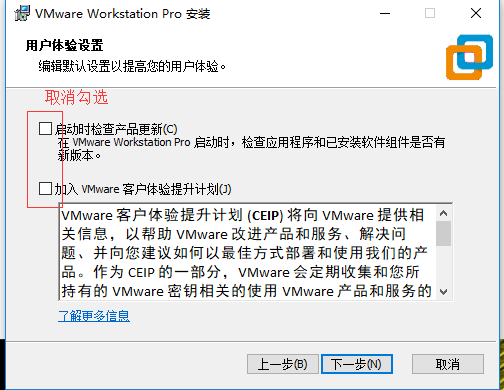 VMware Workstation Pro 安装
用户体验设置
编辑默认设置以提高您的用户体验。
取消勾选
启动时检查产品更新(C)
在 VMware Workstation Pro 启动时，检查应用程序和已安装软件组件是否有
新版本。
加入 VMware 客户体验提升计划(J)
VMware 客户体验提升计划 (CEIP) 将向 VMware 提供相
关信息，以帮助 VMware 改进产品和服务、解决问
题、并向您建议如何以最佳方式部署和使用我们的产
品。作为 CEIP 的一部分，VMware 会定期收集和您所
持有的 VMware 密钥相关的使用 VMware 产品和服务的
了解更多信息
上一步(B)
下一步(N)
取消